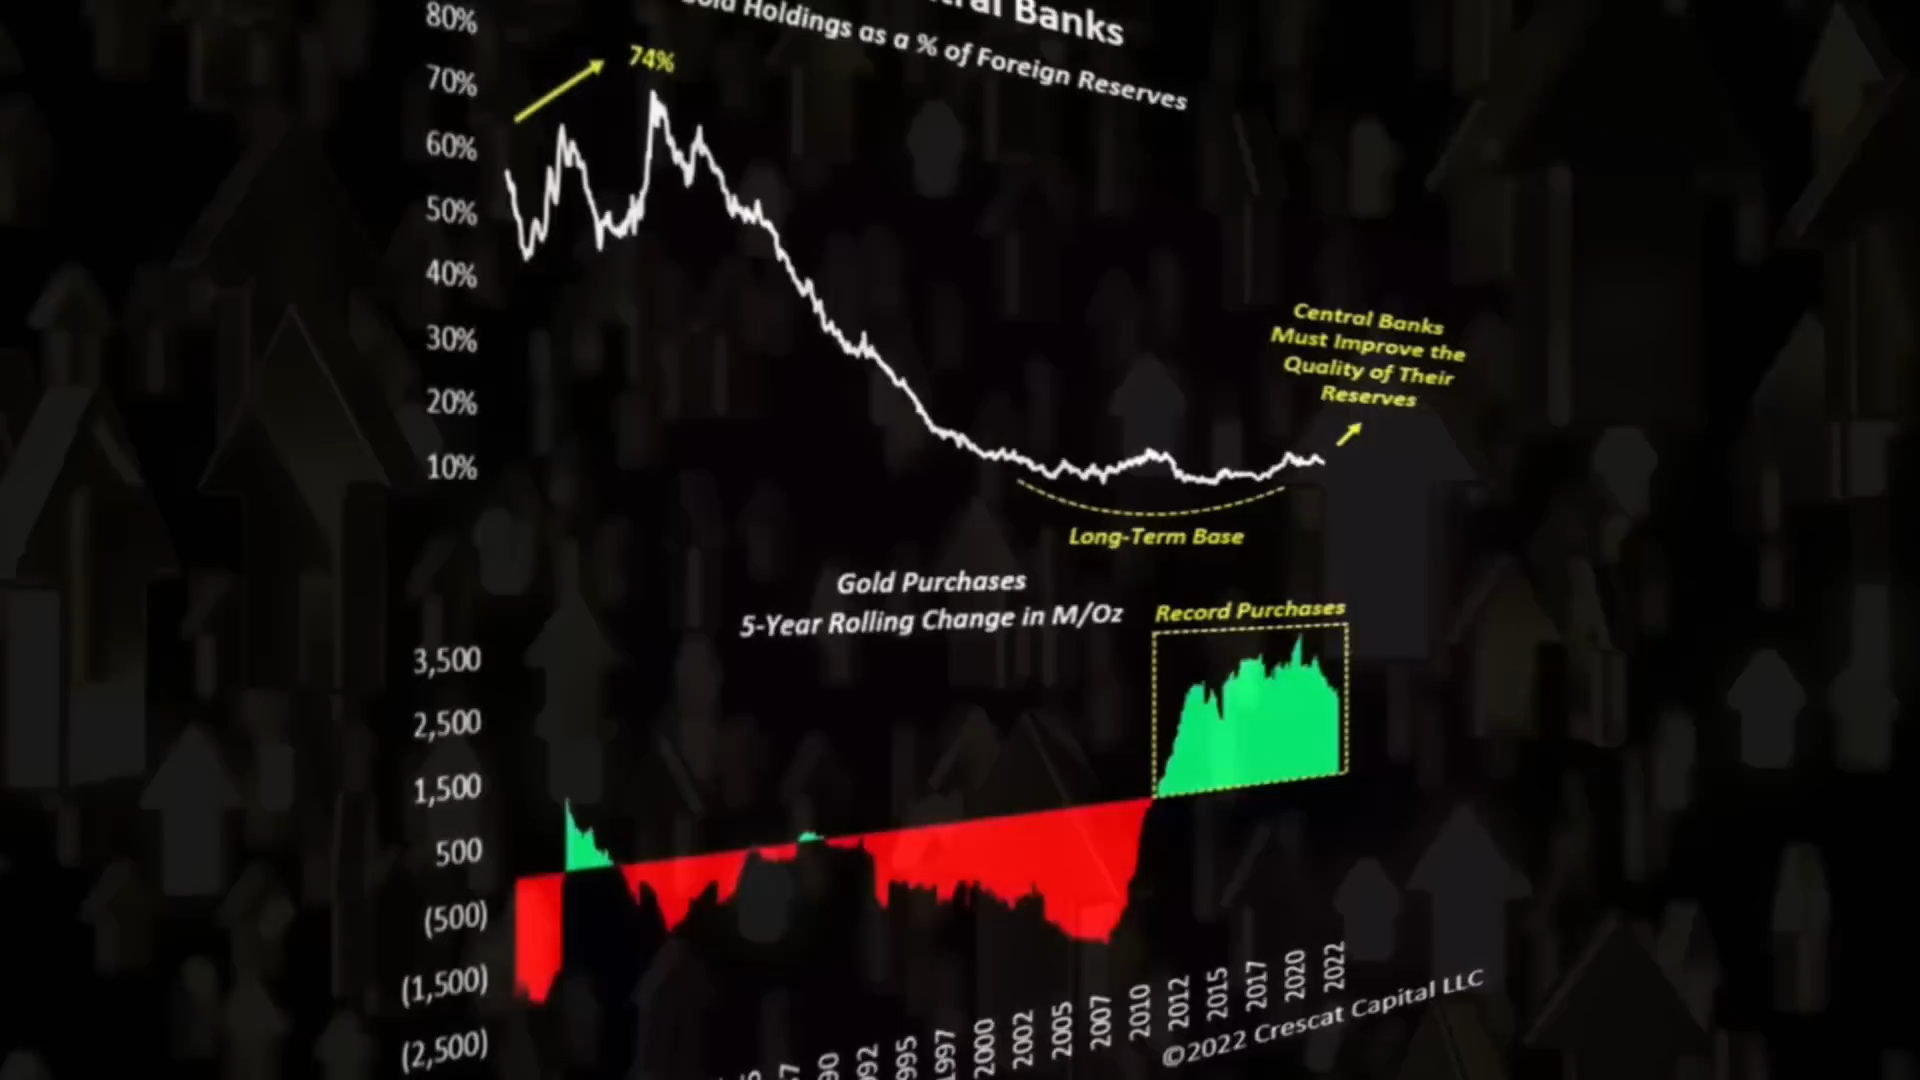 Banks
Holdings as a % of Foreign Reserves
80%
70%
60%
50%
40%
30%
20%
10%
74%
Central Banks
Must Improve the
Quality of Their
Reserves
Long-Term Base
Gold Purchases
5-Year Rolling Change in M/Oz
Record Purchases
3,500
2,500
1,500
500
(500)
(1,500)
(2,500)
1997
2000
2002
2005
2007
2010
2012
2015
2017
2020
2022
©2022 Crescat Capital LLC